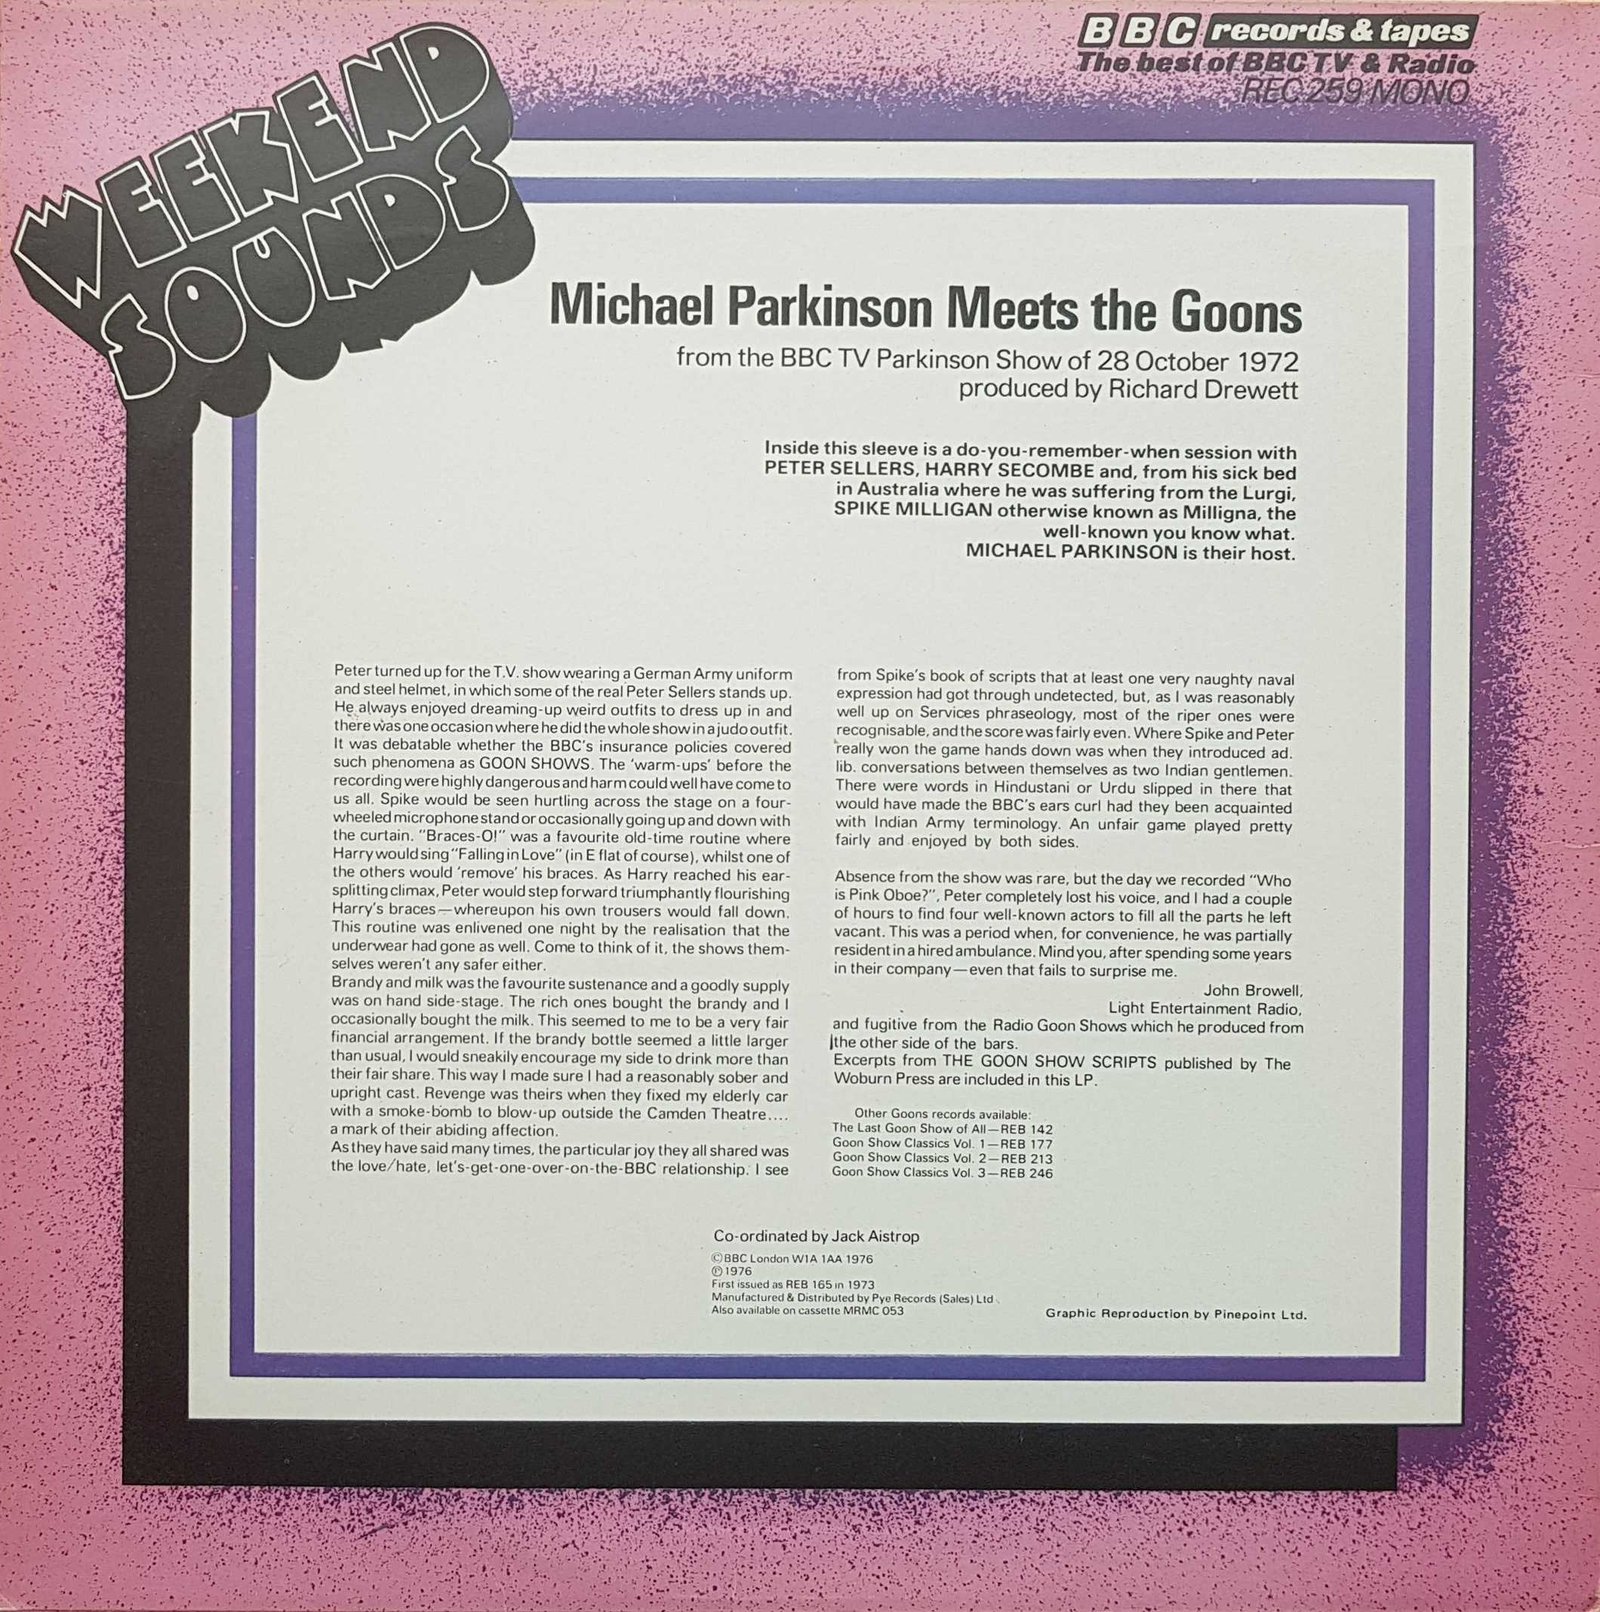 WEEKEND
SOUNDS
BBC records & tapes
The best of BBC TV & Radio
REC 259 MONO
Michael Parkinson Meets the Goons
from the BBC TV Parkinson Show of 28 October 1972
produced by Richard Drewett
Inside this sleeve is a do-you-remember-when session with
PETER SELLERS, HARRY SECOMBE and, from his sick bed
in Australia where he was suffering from the Lurgi,
SPIKE MILLIGAN otherwise known as Milligna, the
well-known you know what.
MICHAEL PARKINSON is their host.
Peter turned up for the T.V. show wearing a German Army uniform
and steel helmet, in which some of the real Peter Sellers stands up.
He always enjoyed dreaming-up weird outfits to dress up in and
there was one occasion where he did the whole show in a judo outfit.
It was debatable whether the BBC's insurance policies covered
such phenomena as GOON SHOWS. The 'warm-ups' before the
recording were highly dangerous and harm could well have come to
us all. Spike would be seen hurtling across the stage on a four-
wheeled microphone stand or occasionally going up and down with
the curtain. "Braces-O!" was a favourite old-time routine where
Harry would sing "Falling in Love" (in E flat of course), whilst one of
the others would 'remove' his braces. As Harry reached his ear-
splitting climax, Peter would step forward triumphantly flourishing
Harry's braces—whereupon his own trousers would fall down.
This routine was enlivened one night by the realisation that the
underwear had gone as well. Come to think of it, the shows them-
selves weren't any safer either.
Brandy and milk was the favourite sustenance and a goodly supply
was on hand side-stage. The rich ones bought the brandy and I
occasionally bought the milk. This seemed to me to be a very fair
financial arrangement. If the brandy bottle seemed a little larger
than usual, I would sneakily encourage my side to drink more than
their fair share. This way I made sure I had a reasonably sober and
upright cast. Revenge was theirs when they fixed my elderly car
with a smoke-bomb to blow-up outside the Camden Theatre....
a mark of their abiding affection.
As they have said many times, the particular joy they all shared was
the love/hate, let's-get-one-over-on-the-BBC relationship. I see
from Spike's book of scripts that at least one very naughty naval
expression had got through undetected, but, as I was reasonably
well up on Services phraseology, most of the riper ones were
recognisable, and the score was fairly even. Where Spike and Peter
really won the game hands down was when they introduced ad.
lib. conversations between themselves as two Indian gentlemen.
There were words in Hindustani or Urdu slipped in there that
would have made the BBC's ears curl had they been acquainted
with Indian Army terminology. An unfair game played pretty
fairly and enjoyed by both sides.
Absence from the show was rare, but the day we recorded "Who
is Pink Oboe?", Peter completely lost his voice, and I had a couple
of hours to find four well-known actors to fill all the parts he left
vacant. This was a period when, for convenience, he was partially
resident in a hired ambulance. Mind you, after spending some years
in their company—even that fails to surprise me.
John Browell,
Light Entertainment Radio,
and fugitive from the Radio Goon Shows which he produced from
the other side of the bars.
Excerpts from THE GOON SHOW SCRIPTS published by The
Woburn Press are included in this LP.
Other Goons records available:
The Last Goon Show of All—REB 142
Goon Show Classics Vol. 1—REB 177
Goon Show Classics Vol. 2—REB 213
Goon Show Classics Vol. 3—REB 246
Co-ordinated by Jack Aistrop
©BBC London W1A 1AA 1976
℗1976
First issued as REB 165 in 1973
Manufactured & Distributed by Pye Records (Sales) Ltd
Also available on cassette MRMC 053
Graphic Reproduction by Pinepoint Ltd.